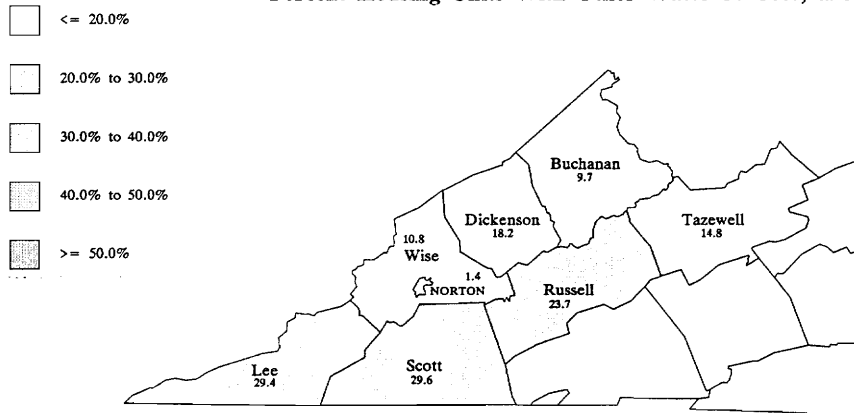 <= 20.0%
20.0% to 30.0%
30.0% to 40.0%
40.0% to 50.0%
>= 50.0%
Buchanan
9.7
Dickenson
18.2
Tazewell
14.8
10.8
Wise
1.4
NORTON
Russell
23.7
Lee
29.4
Scott
29.6